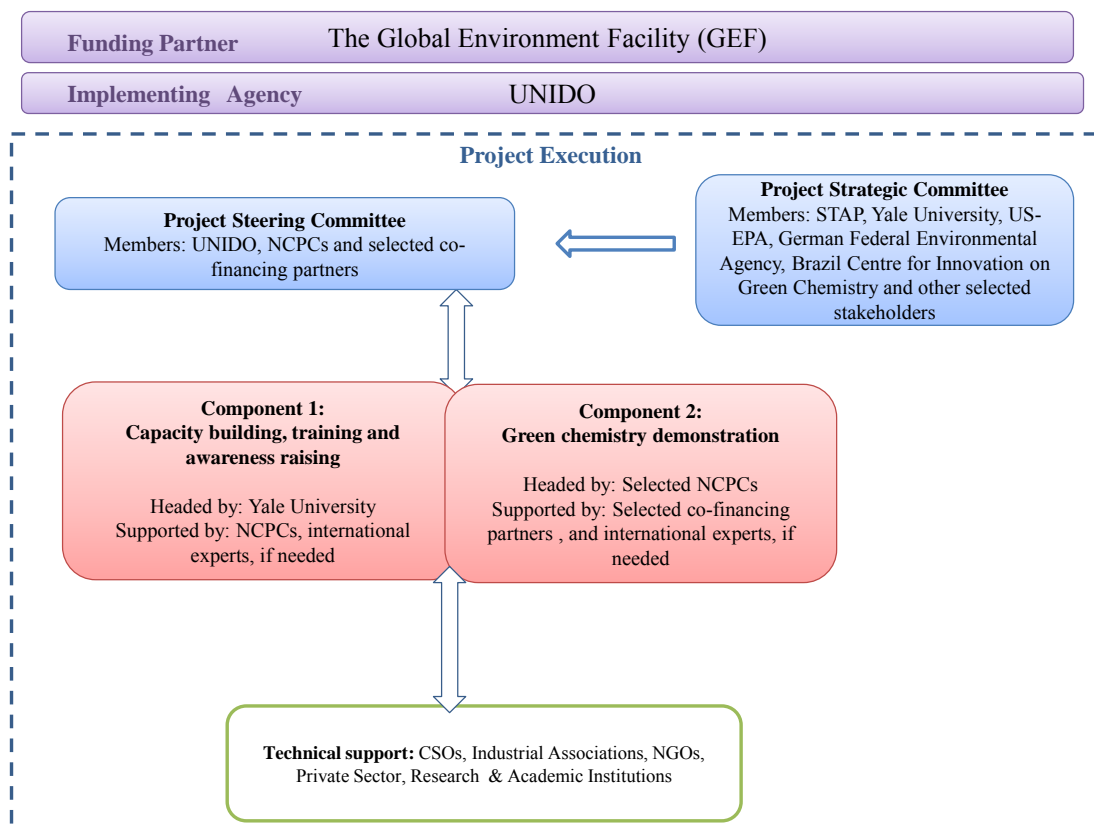 Funding Partner The Global Environment Facility (GEF)
Implementing Agency UNIDO
Project Execution
Project Steering Committee
Members: UNIDO, NCPCs and selected co-
financing partners
Project Strategic Committee
Members: STAP, Yale University, US-
EPA, German Federal Environmental
Agency, Brazil Centre for Innovation on
Green Chemistry and other selected
stakeholders
Component 1:
Capacity building, training and
awareness raising
Headed by: Yale University
Supported by: NCPCs, international
experts, if needed
Component 2:
Green chemistry demonstration
Headed by: Selected NCPCs
Supported by: Selected co-financing
partners , and international experts, if
needed
Technical support: CSOs, Industrial Associations, NGOs,
Private Sector, Research & Academic Institutions